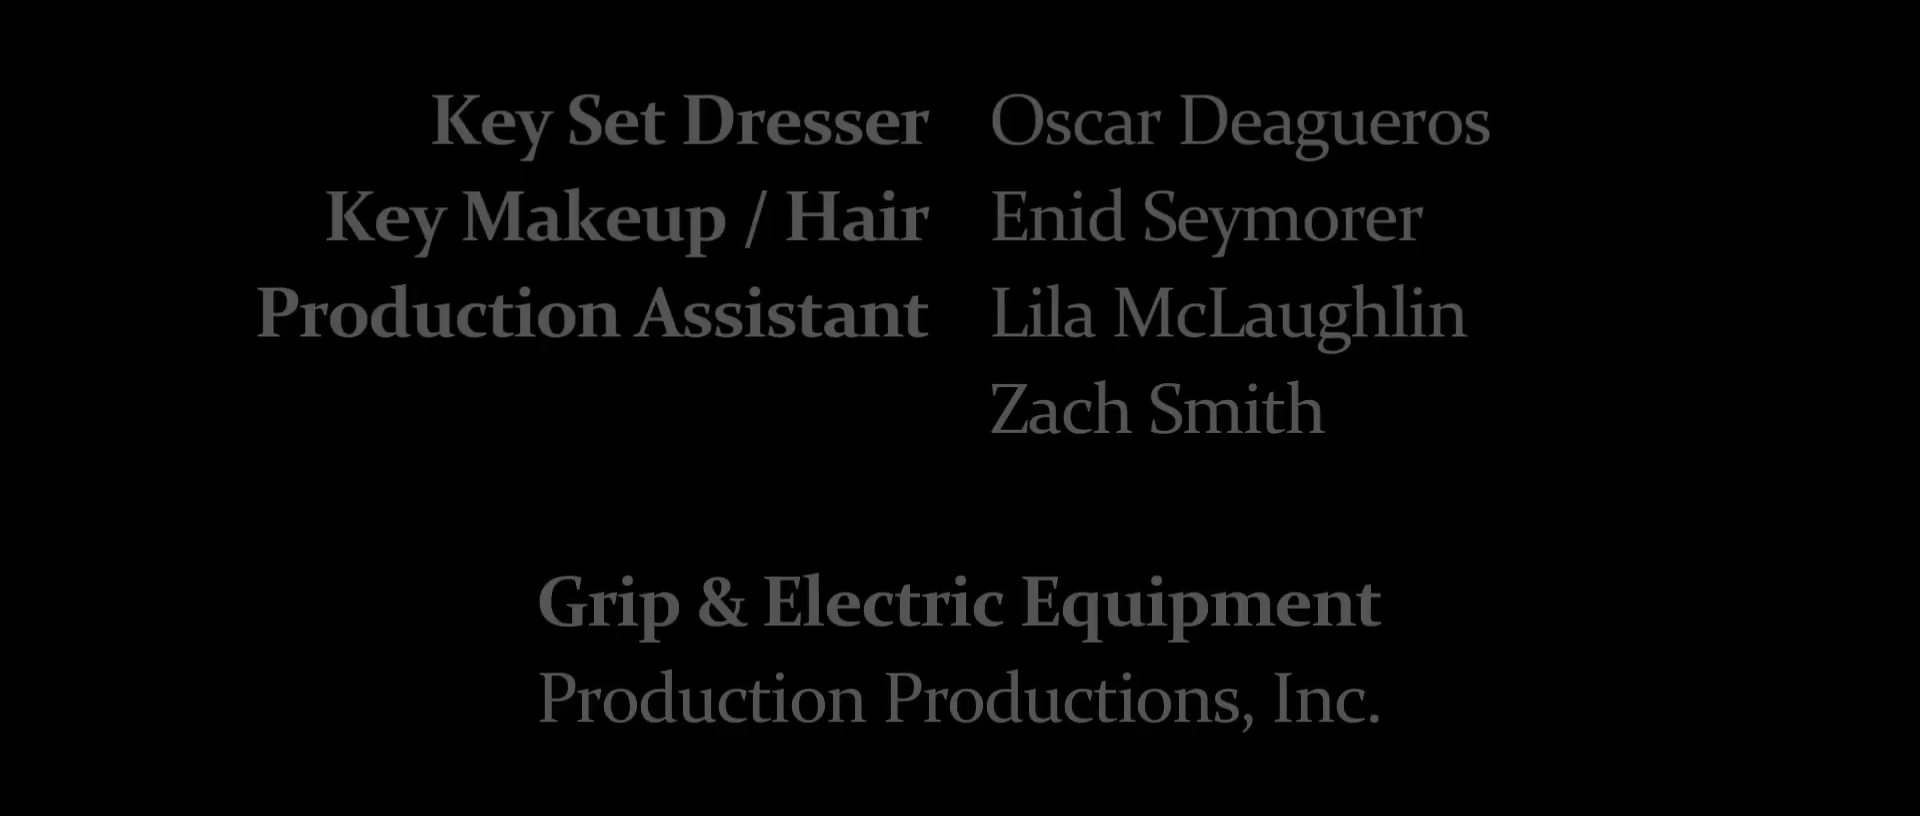 Key Set Dresser Oscar Deagueros
Key Makeup / Hair Enid Seymorer
Production Assistant Lila McLaughlin
Zach Smith
Grip & Electric Equipment
Production Productions, Inc.